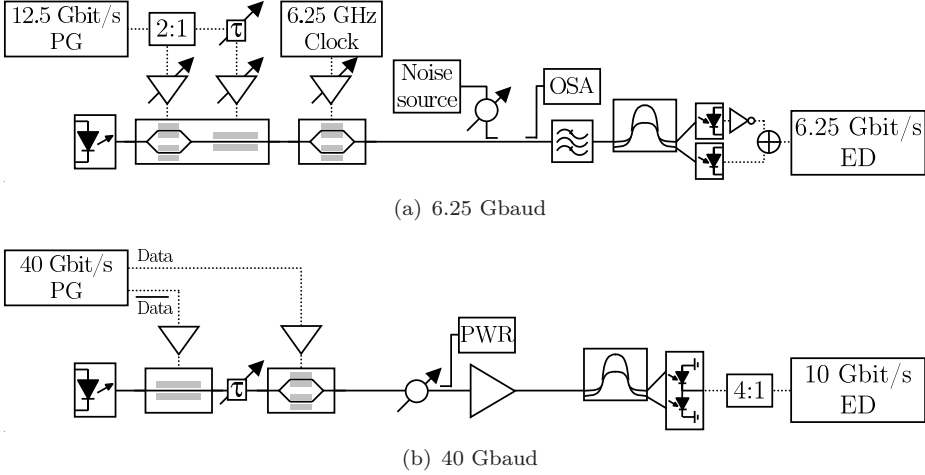 12.5 Gbit/s
PG
2:1
τ
6.25 GHz
Clock
Noise
source
OSA
6.25 Gbit/s
ED
(a) 6.25 Gbaud
40 Gbit/s
PG
Data
Data
τ
PWR
4:1
10 Gbit/s
ED
(b) 40 Gbaud